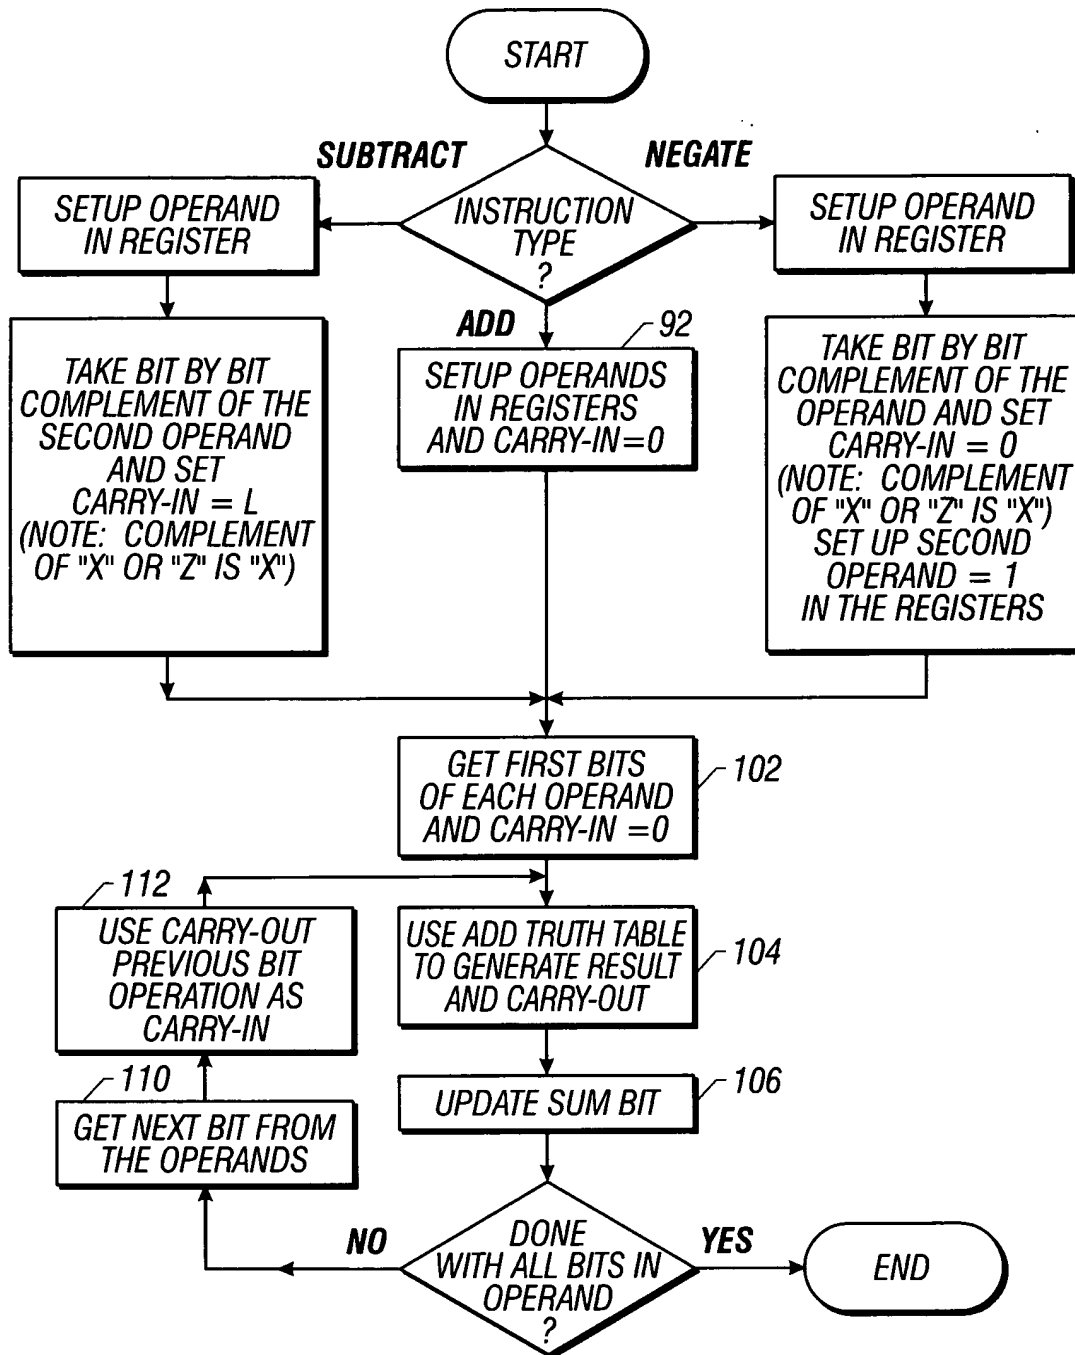 START
SUBTRACT
NEGATE
INSTRUCTION
TYPE
?
SETUP OPERAND
IN REGISTER
SETUP OPERAND
IN REGISTER
TAKE BIT BY BIT
COMPLEMENT OF THE
SECOND OPERAND
AND SET
CARRY-IN = L
(NOTE: COMPLEMENT
OF "X" OR "Z" IS "X")
ADD
92
SETUP OPERANDS
IN REGISTERS
AND CARRY-IN=0
TAKE BIT BY BIT
COMPLEMENT OF THE
OPERAND AND SET
CARRY-IN = 0
(NOTE: COMPLEMENT
OF "X" OR "Z" IS "X")
SET UP SECOND
OPERAND = 1
IN THE REGISTERS
GET FIRST BITS
OF EACH OPERAND
AND CARRY-IN =0
102
112
USE CARRY-OUT
PREVIOUS BIT
OPERATION AS
CARRY-IN
USE ADD TRUTH TABLE
TO GENERATE RESULT
AND CARRY-OUT
104
110
GET NEXT BIT FROM
THE OPERANDS
UPDATE SUM BIT
106
NO
DONE
WITH ALL BITS IN
OPERAND
?
YES
END